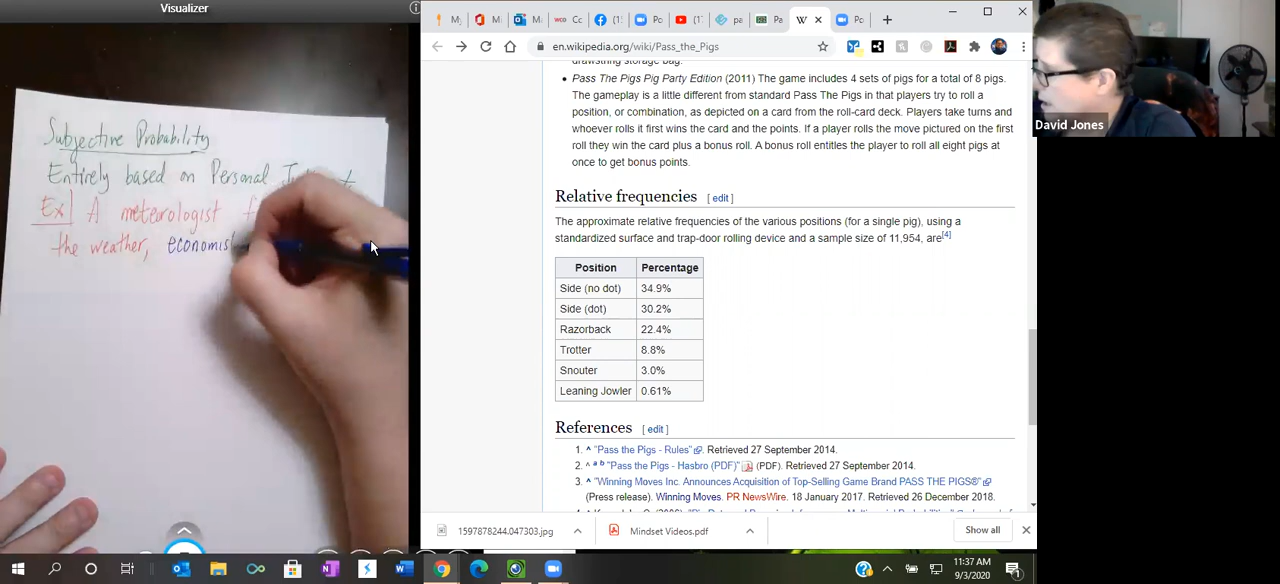 Visualizer
Subjective Probability
Entirely based on Personal
Ex| A meteorologist
the weather, economis
en.wikipedia.org/wiki/Pass_the_Pigs
drawstring storage bag.
• Pass The Pigs Pig Party Edition (2011) The game includes 4 sets of pigs for a total of 8 pigs.
The gameplay is a little different from standard Pass The Pigs in that players try to roll a
position, or combination, as depicted on a card from the roll-card deck. Players take turns and
whoever rolls it first wins the card and the points. If a player rolls the move pictured on the first
roll they win the card plus a bonus roll. A bonus roll entitles the player to roll all eight pigs at
once to get bonus points.
Relative frequencies [ edit ]
The approximate relative frequencies of the various positions (for a single pig), using a
standardized surface and trap-door rolling device and a sample size of 11,954, are[4]
Position Percentage
Side (no dot) 34.9%
Side (dot) 30.2%
Razorback 22.4%
Trotter 8.8%
Snouter 3.0%
Leaning Jowler 0.61%
References [ edit ]
1. ^ "Pass the Pigs - Rules". Retrieved 27 September 2014.
2. ^ a b "Pass the Pigs - Hasbro (PDF)" (PDF). Retrieved 27 September 2014.
3. ^ "Winning Moves Inc. Announces Acquisition of Top-Selling Game Brand PASS THE PIGS®"
(Press release). Winning Moves. PR NewsWire. 18 January 2017. Retrieved 26 December 2018.
1597878244.047303.jpg
Mindset Videos.pdf
Show all
11:37 AM
9/3/2020
David Jones